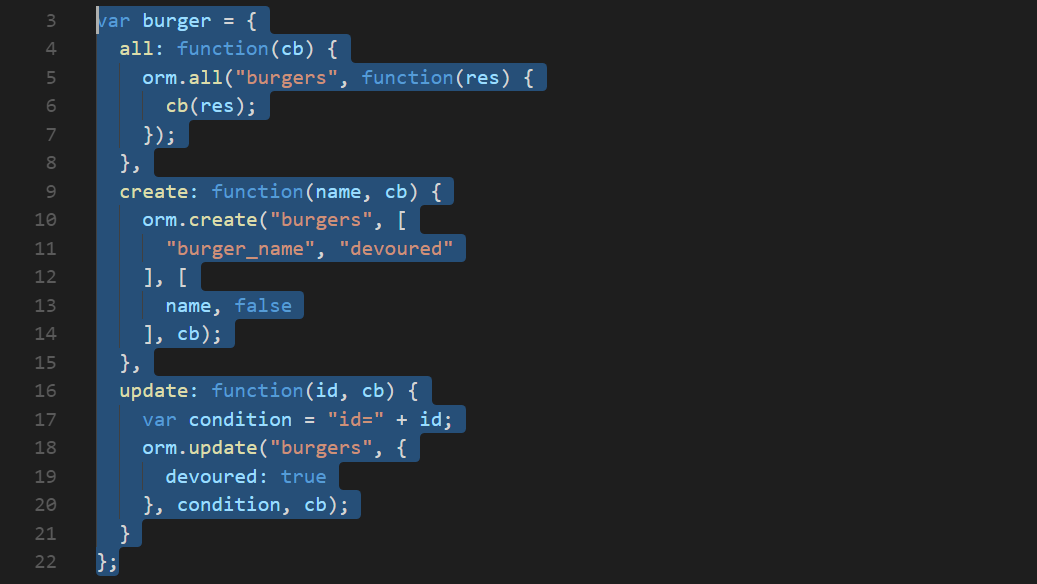 3 var burger = {
4   all: function(cb) {
5     orm.all("burgers", function(res) {
6       cb(res);
7     });
8   },
9   create: function(name, cb) {
10     orm.create("burgers", [
11       "burger_name", "devoured"
12     ], [
13       name, false
14     ], cb);
15   },
16   update: function(id, cb) {
17     var condition = "id=" + id;
18     orm.update("burgers", {
19       devoured: true
20     }, condition, cb);
21   }
22 };